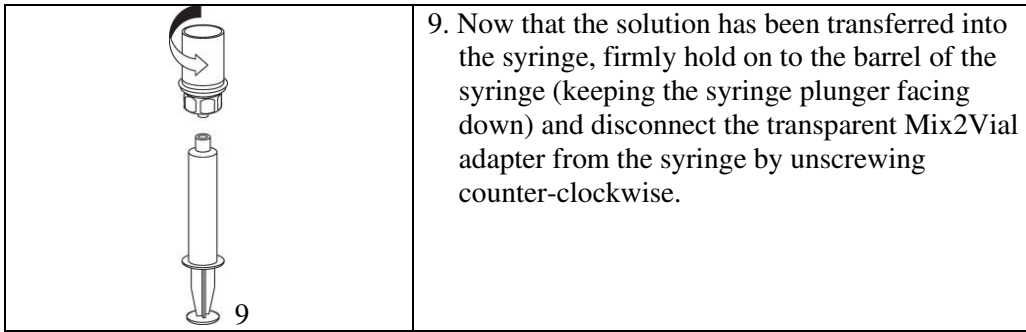 9. Now that the solution has been transferred into
the syringe, firmly hold on to the barrel of the
syringe (keeping the syringe plunger facing
down) and disconnect the transparent Mix2Vial
adapter from the syringe by unscrewing
counter-clockwise.
9